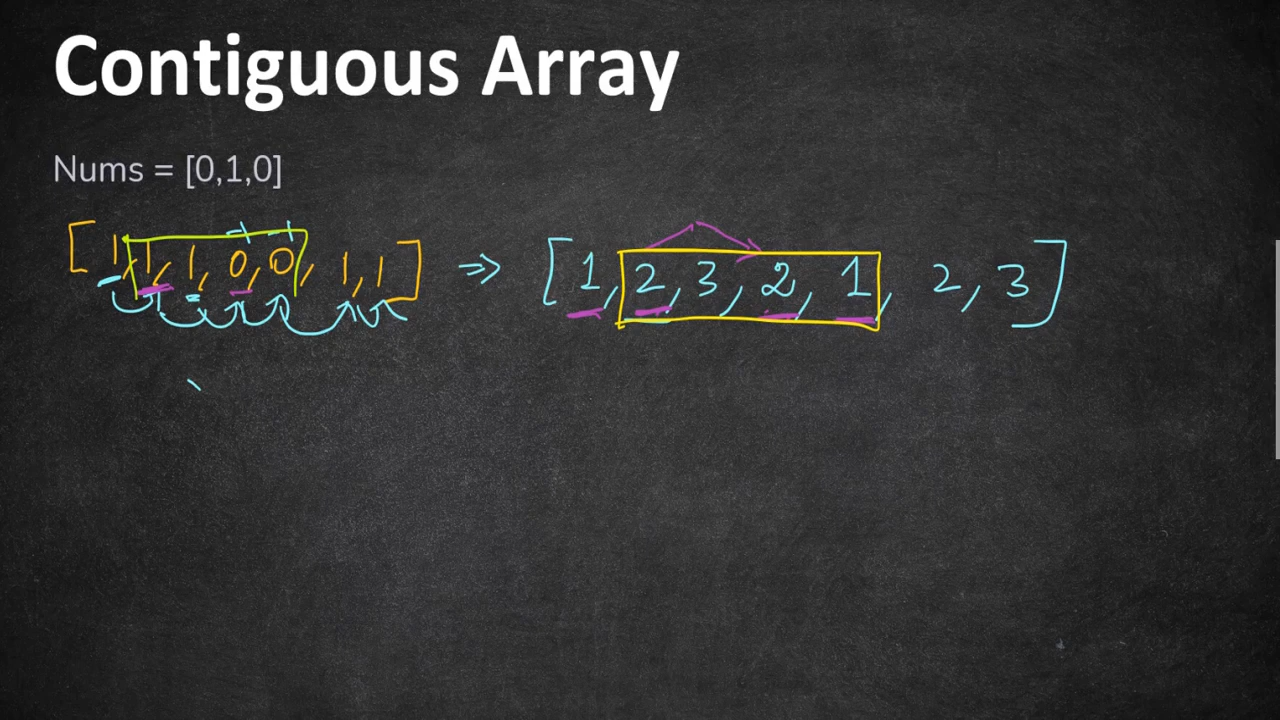 Contiguous Array
Nums = [0,1,0]
[1,1,1,0,0,1,1] ⇒ [1,2,3,2,1,2,3]